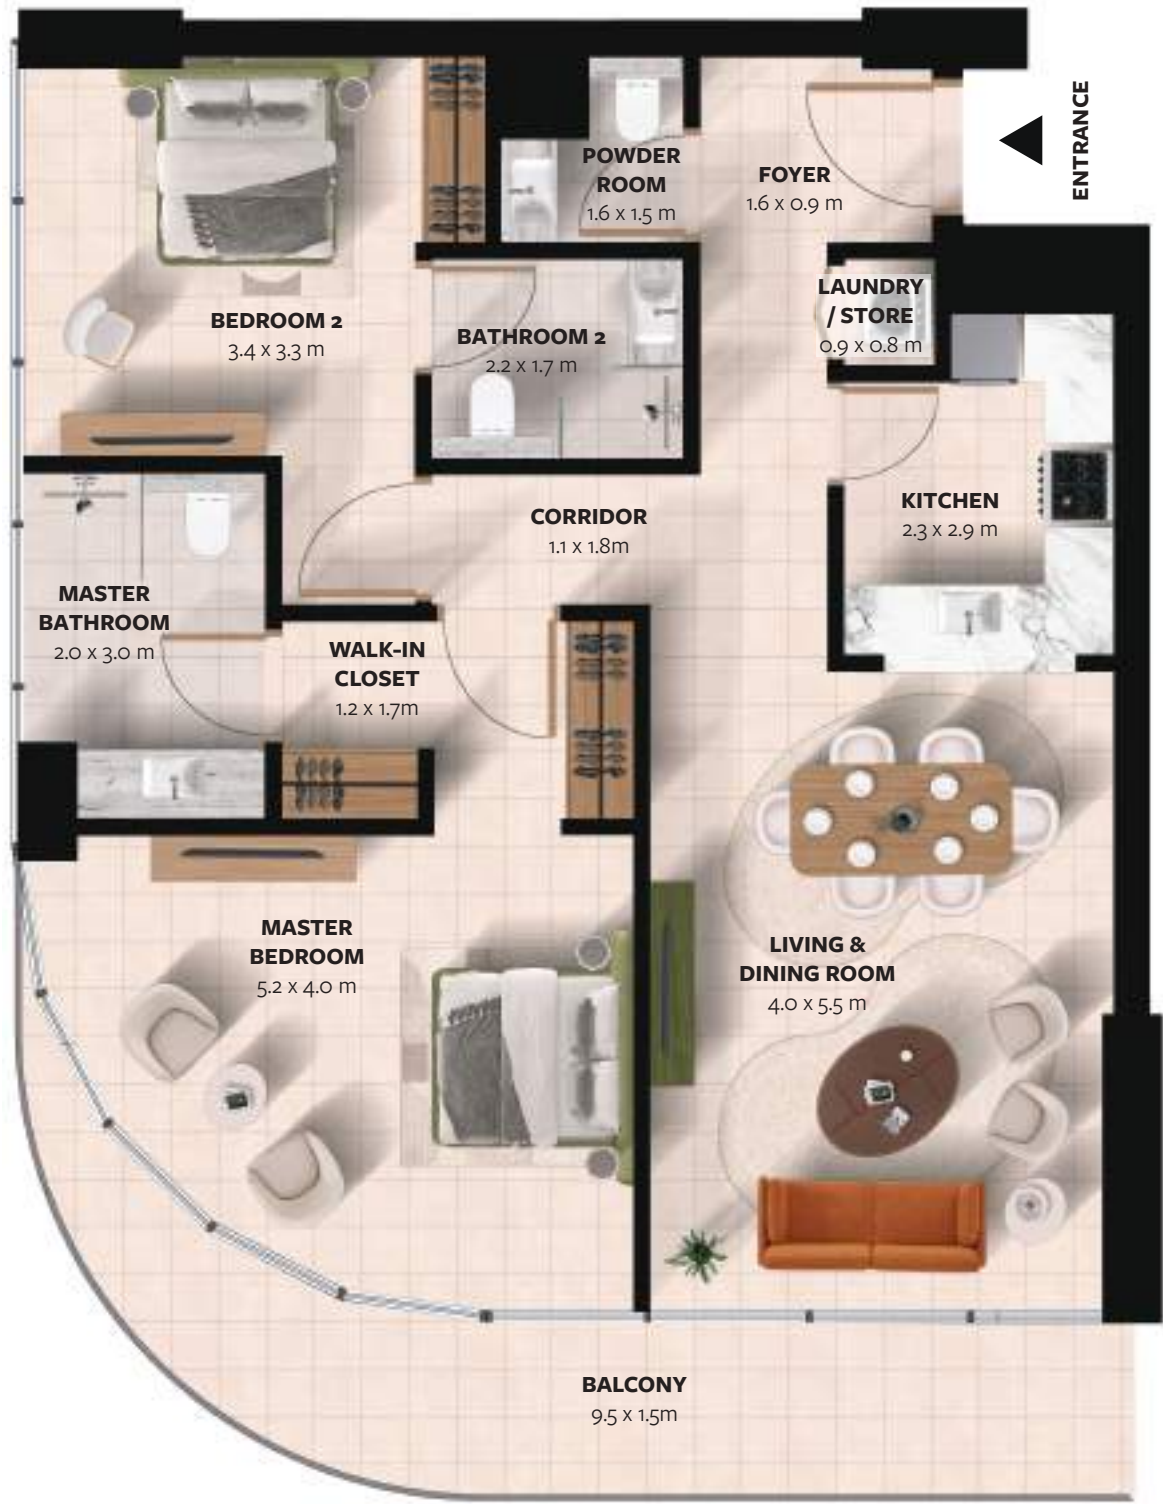 ENTRANCE
POWDER
ROOM
1.6 x 1.5 m
FOYER
1.6 x 0.9 m
LAUNDRY
/ STORE
0.9 x 0.8 m
BEDROOM 2
3.4 x 3.3 m
BATHROOM 2
2.2 x 1.7 m
CORRIDOR
1.1 x 1.8m
KITCHEN
2.3 x 2.9 m
MASTER
BATHROOM
2.0 x 3.0 m
WALK-IN
CLOSET
1.2 x 1.7m
MASTER
BEDROOM
5.2 x 4.0 m
LIVING &
DINING ROOM
4.0 x 5.5 m
BALCONY
9.5 x 1.5m